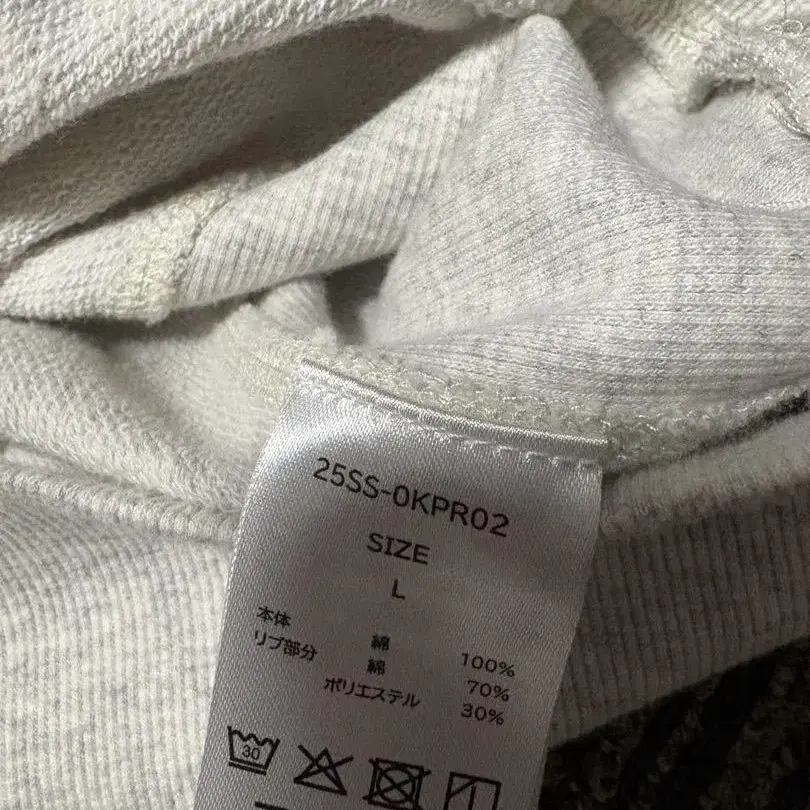 25SS-0KPR02
SIZE
L
本体 綿 100%
リブ部分 綿 70%
ポリエステル 30%
30